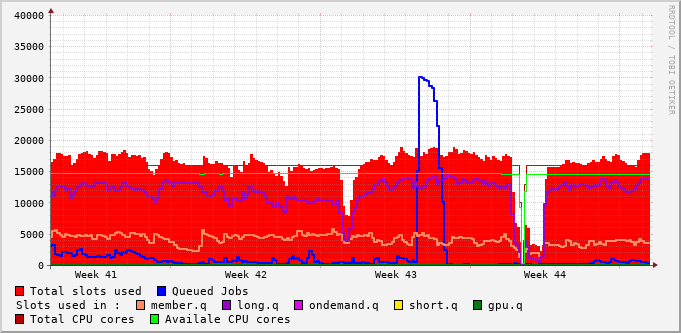 40000
35000
30000
25000
20000
15000
10000
5000
0
Week 41 Week 42 Week 43 Week 44
Total slots used Queued Jobs
Slots used in : member.q long.q ondemand.q short.q gpu.q
Total CPU cores Availale CPU cores
RRDTOOL / TOBI OETIKER